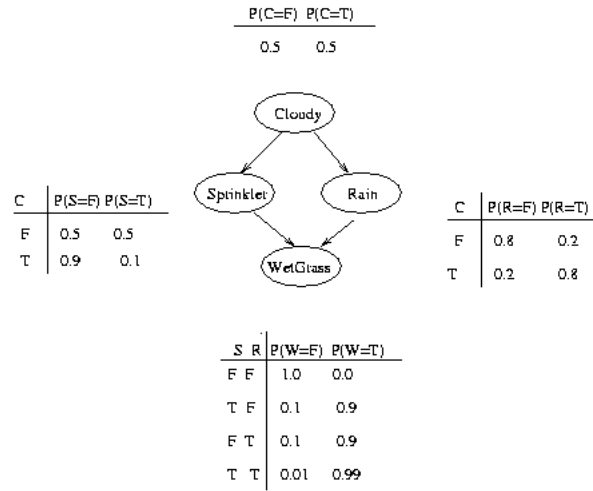 P(C=F) P(C=T)
0.5 0.5
Cloudy
Sprinkler
Rain
C P(S=F) P(S=T)
F 0.5 0.5
T 0.9 0.1
C P(R=F) P(R=T)
F 0.8 0.2
T 0.2 0.8
WetGrass
S R P(W=F) P(W=T)
F F 1.0 0.0
T F 0.1 0.9
F T 0.1 0.9
T T 0.01 0.99